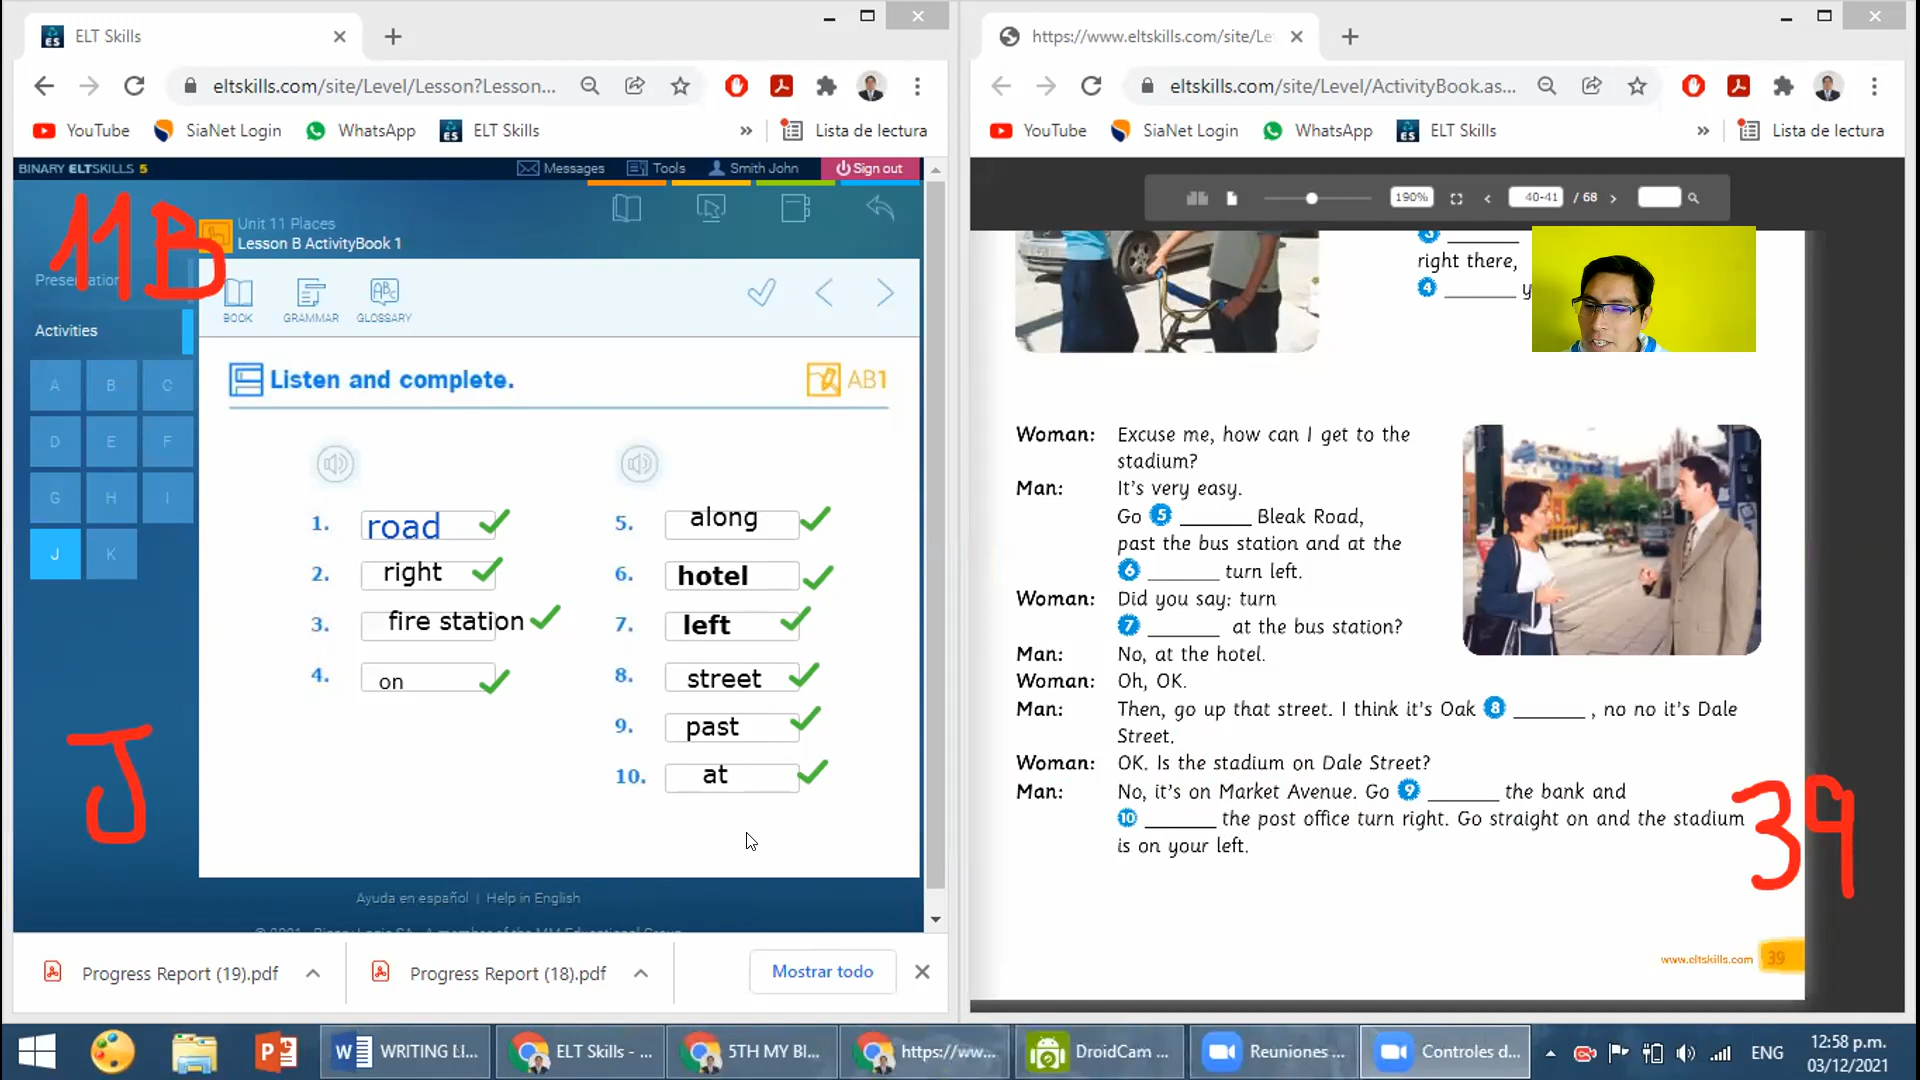 ELT Skills
https://www.eltskills.com/site/Le
eltskills.com/site/Level/Lesson?Lesson...
eltskills.com/site/Level/ActivityBook.as...
YouTube SiaNet Login WhatsApp ELT Skills » Lista de lectura
YouTube SiaNet Login WhatsApp ELT Skills » Lista de lectura
BINARY ELTSKILLS 5 Messages Tools Smith John Sign out
11B
Unit 11 Places
Lesson B ActivityBook 1
Presentation
Activities
BOOK GRAMMAR GLOSSARY
A B C
D E F
G H I
J K
J
Listen and complete. AB1
1. road
2. right
3. fire station
4. on
5. along
6. hotel
7. left
8. street
9. past
10. at
Ayuda en español | Help in English
190% 40-41 / 68
3 ______
right there,
4 ______ y
Woman: Excuse me, how can I get to the
stadium?
Man: It's very easy.
Go 5 ______ Bleak Road,
past the bus station and at the
6 ______ turn left.
Woman: Did you say: turn
7 ______ at the bus station?
Man: No, at the hotel.
Woman: Oh, OK.
Man: Then, go up that street. I think it's Oak 8 ______ , no no it's Dale
Street.
Woman: OK. Is the stadium on Dale Street?
Man: No, it's on Market Avenue. Go 9 ______ the bank and
10 ______ the post office turn right. Go straight on and the stadium
is on your left.
39
www.eltskills.com 39
Progress Report (19).pdf Progress Report (18).pdf Mostrar todo
WRITING LI... ELT Skills - ... 5TH MY BI... https://ww... DroidCam ... Reuniones ... Controles d... ENG 12:58 p.m.
03/12/2021